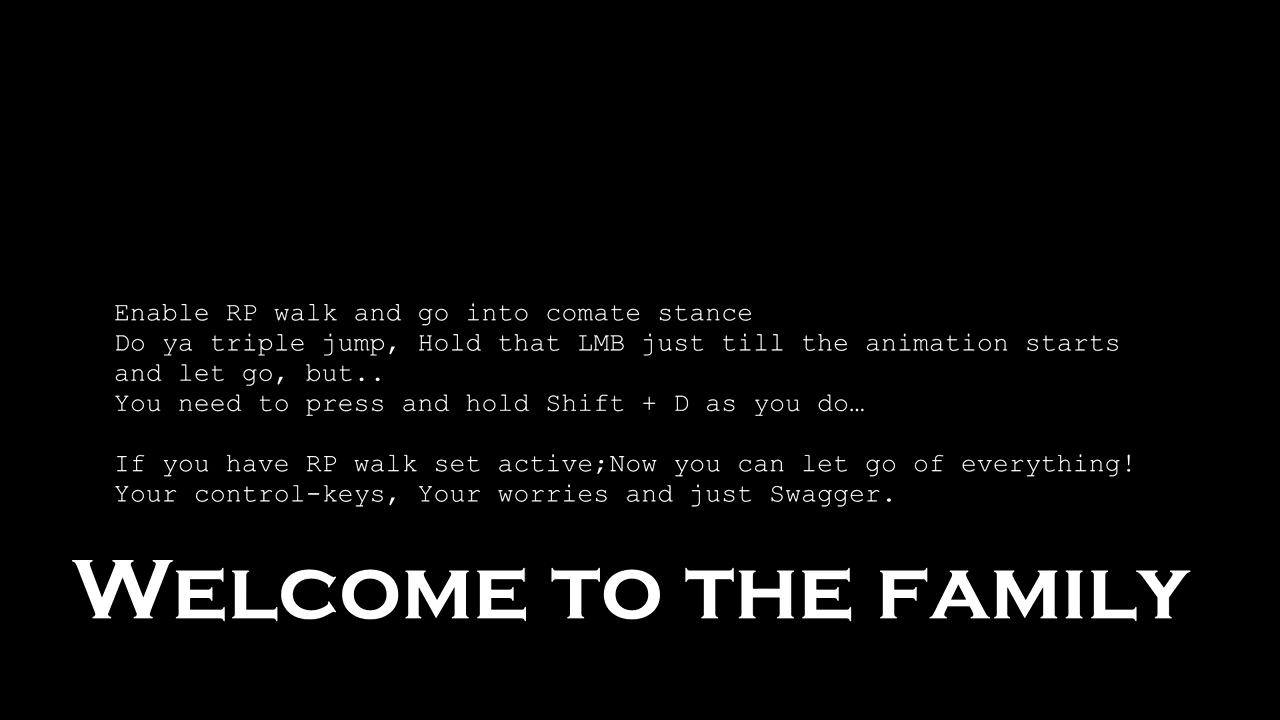 Enable RP walk and go into comate stance
Do ya triple jump, Hold that LMB just till the animation starts
and let go, but..
You need to press and hold Shift + D as you do…
If you have RP walk set active;Now you can let go of everything!
Your control-keys, Your worries and just Swagger.
Welcome to the family